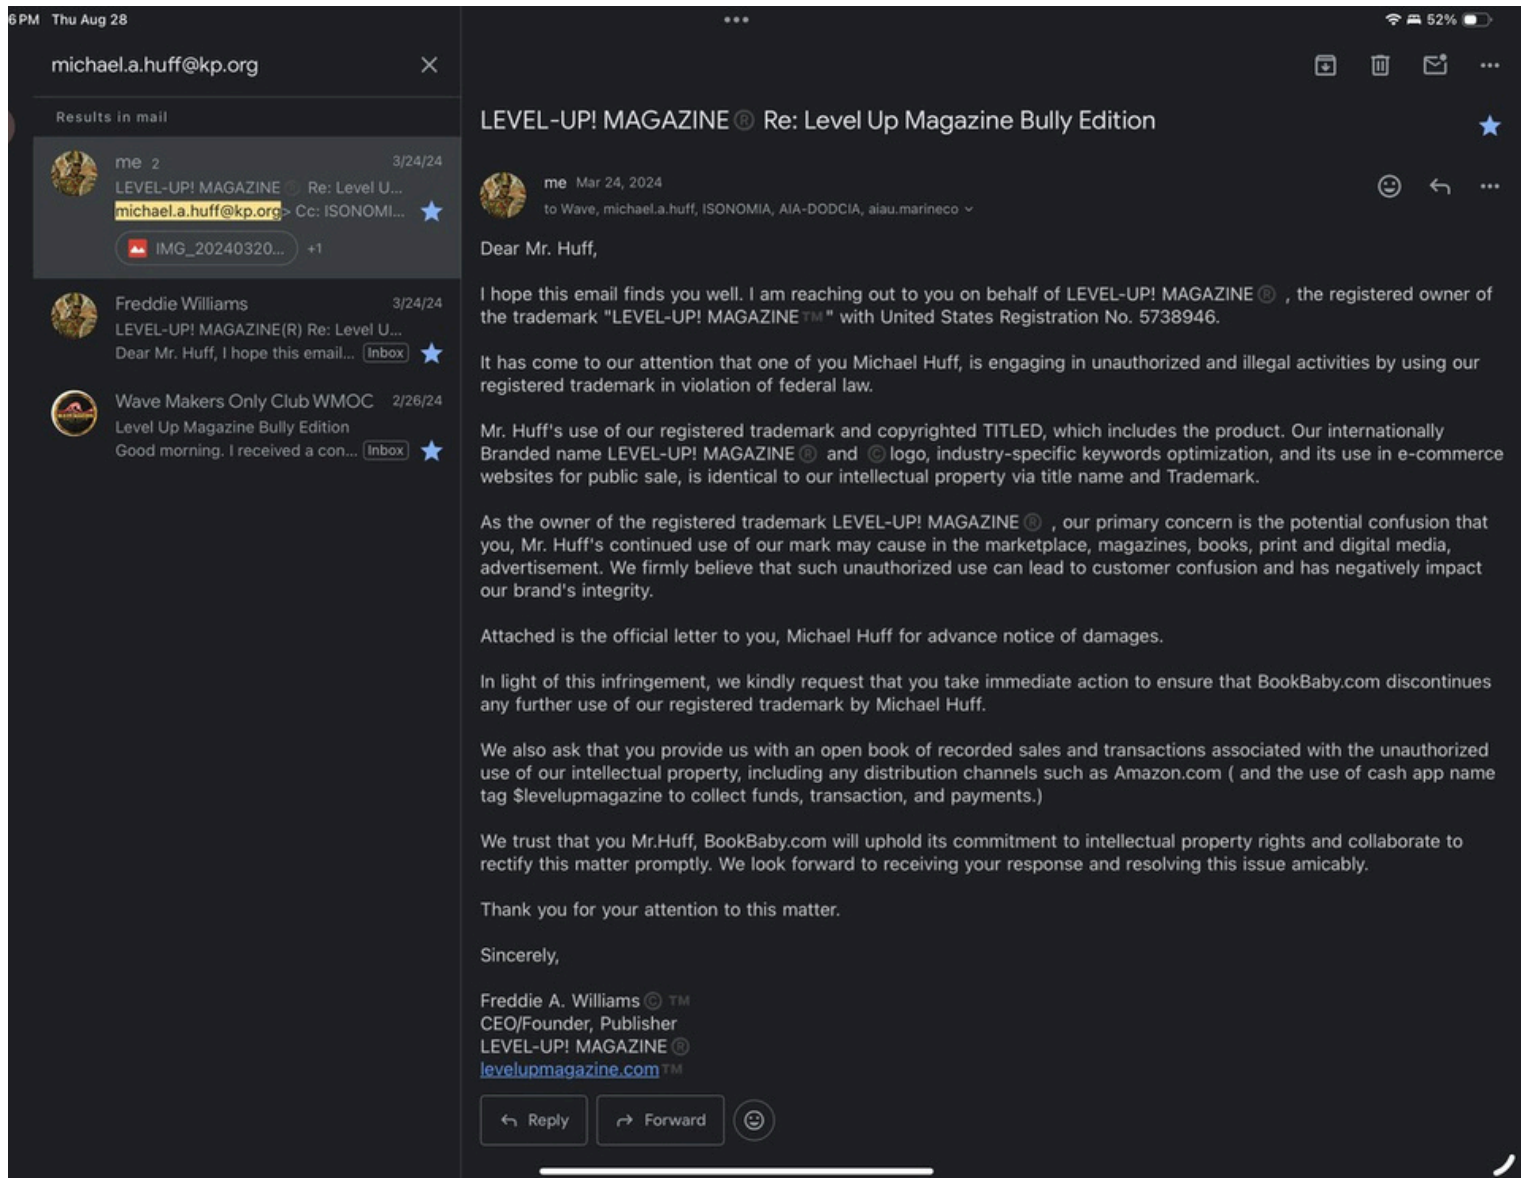 6 PM Thu Aug 28
52%
michael.a.huff@kp.org
Results in mail
me 2 3/24/24
LEVEL-UP! MAGAZINE® Re: Level U...
michael.a.huff@kp.org> Cc: ISONOMI...
IMG_20240320... +1
Freddie Williams 3/24/24
LEVEL-UP! MAGAZINE(R) Re: Level U...
Dear Mr. Huff, I hope this email... Inbox
Wave Makers Only Club WMOC 2/26/24
Level Up Magazine Bully Edition
Good morning. I received a con... Inbox
LEVEL-UP! MAGAZINE® Re: Level Up Magazine Bully Edition
me Mar 24, 2024
to Wave, michael.a.huff, ISONOMIA, AIA-DODCIA, aiau.marineco
Dear Mr. Huff,
I hope this email finds you well. I am reaching out to you on behalf of LEVEL-UP! MAGAZINE® , the registered owner of
the trademark "LEVEL-UP! MAGAZINE™" with United States Registration No. 5738946.
It has come to our attention that one of you Michael Huff, is engaging in unauthorized and illegal activities by using our
registered trademark in violation of federal law.
Mr. Huff's use of our registered trademark and copyrighted TITLED, which includes the product. Our internationally
Branded name LEVEL-UP! MAGAZINE® and ©logo, industry-specific keywords optimization, and its use in e-commerce
websites for public sale, is identical to our intellectual property via title name and Trademark.
As the owner of the registered trademark LEVEL-UP! MAGAZINE® , our primary concern is the potential confusion that
you, Mr. Huff's continued use of our mark may cause in the marketplace, magazines, books, print and digital media,
advertisement. We firmly believe that such unauthorized use can lead to customer confusion and has negatively impact
our brand's integrity.
Attached is the official letter to you, Michael Huff for advance notice of damages.
In light of this infringement, we kindly request that you take immediate action to ensure that BookBaby.com discontinues
any further use of our registered trademark by Michael Huff.
We also ask that you provide us with an open book of recorded sales and transactions associated with the unauthorized
use of our intellectual property, including any distribution channels such as Amazon.com ( and the use of cash app name
tag $levelupmagazine to collect funds, transaction, and payments.)
We trust that you Mr.Huff, BookBaby.com will uphold its commitment to intellectual property rights and collaborate to
rectify this matter promptly. We look forward to receiving your response and resolving this issue amicably.
Thank you for your attention to this matter.
Sincerely,
Freddie A. Williams©™
CEO/Founder, Publisher
LEVEL-UP! MAGAZINE®
levelupmagazine.com™
Reply Forward